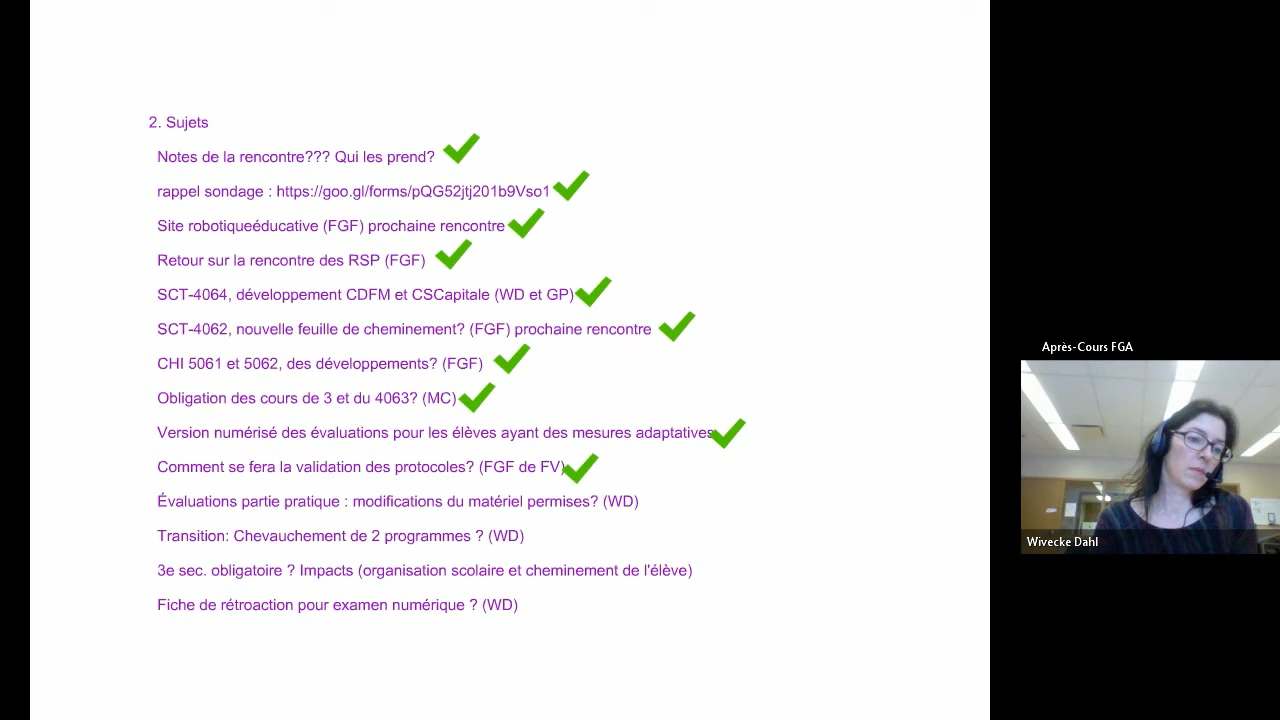 2. Sujets
Notes de la rencontre??? Qui les prend?
rappel sondage : https://goo.gl/forms/pQG52jtj201b9Vso1
Site robotiqueéducative (FGF) prochaine rencontre
Retour sur la rencontre des RSP (FGF)
SCT-4064, développement CDFM et CSCapitale (WD et GP)
SCT-4062, nouvelle feuille de cheminement? (FGF) prochaine rencontre
CHI 5061 et 5062, des développements? (FGF)
Obligation des cours de 3 et du 4063? (MC)
Version numérisé des évaluations pour les élèves ayant des mesures adaptatives
Comment se fera la validation des protocoles? (FGF de FV)
Évaluations partie pratique : modifications du matériel permises? (WD)
Transition: Chevauchement de 2 programmes ? (WD)
3e sec. obligatoire ? Impacts (organisation scolaire et cheminement de l'élève)
Fiche de rétroaction pour examen numérique ? (WD)
Après-Cours FGA
Wivecke Dahl